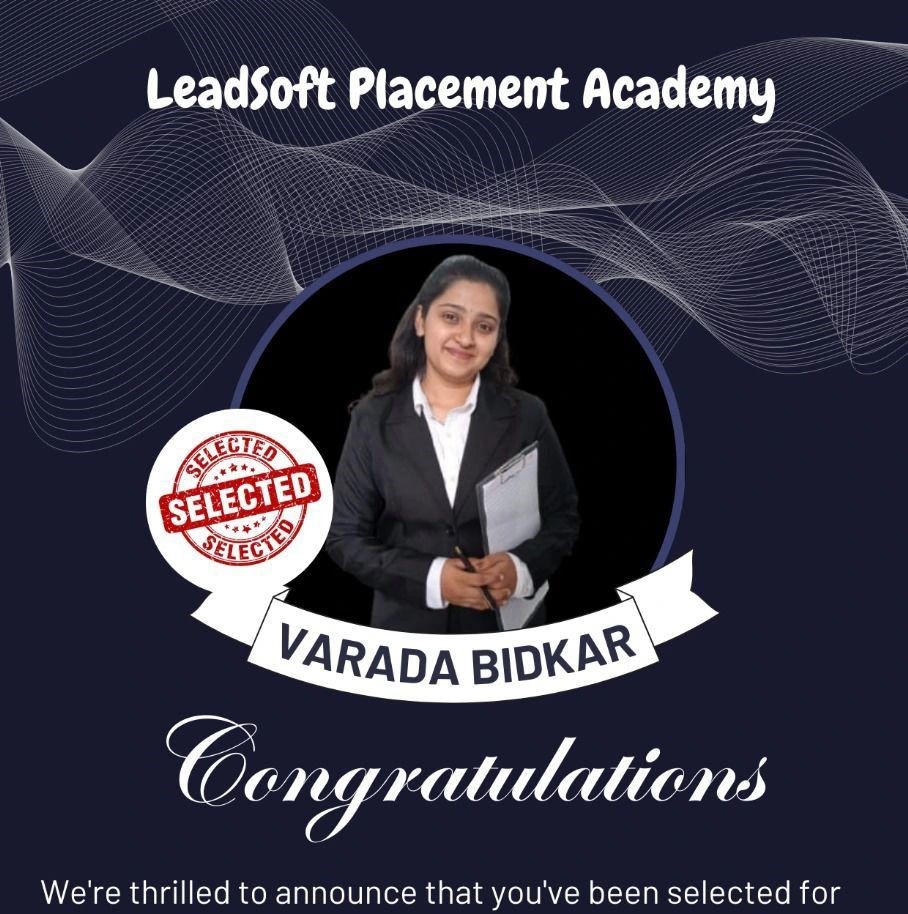 LeadSoft Placement Academy
SELECTED
SELECTED
SELECTED
VARADA BIDKAR
Congratulations
We're thrilled to announce that you've been selected for